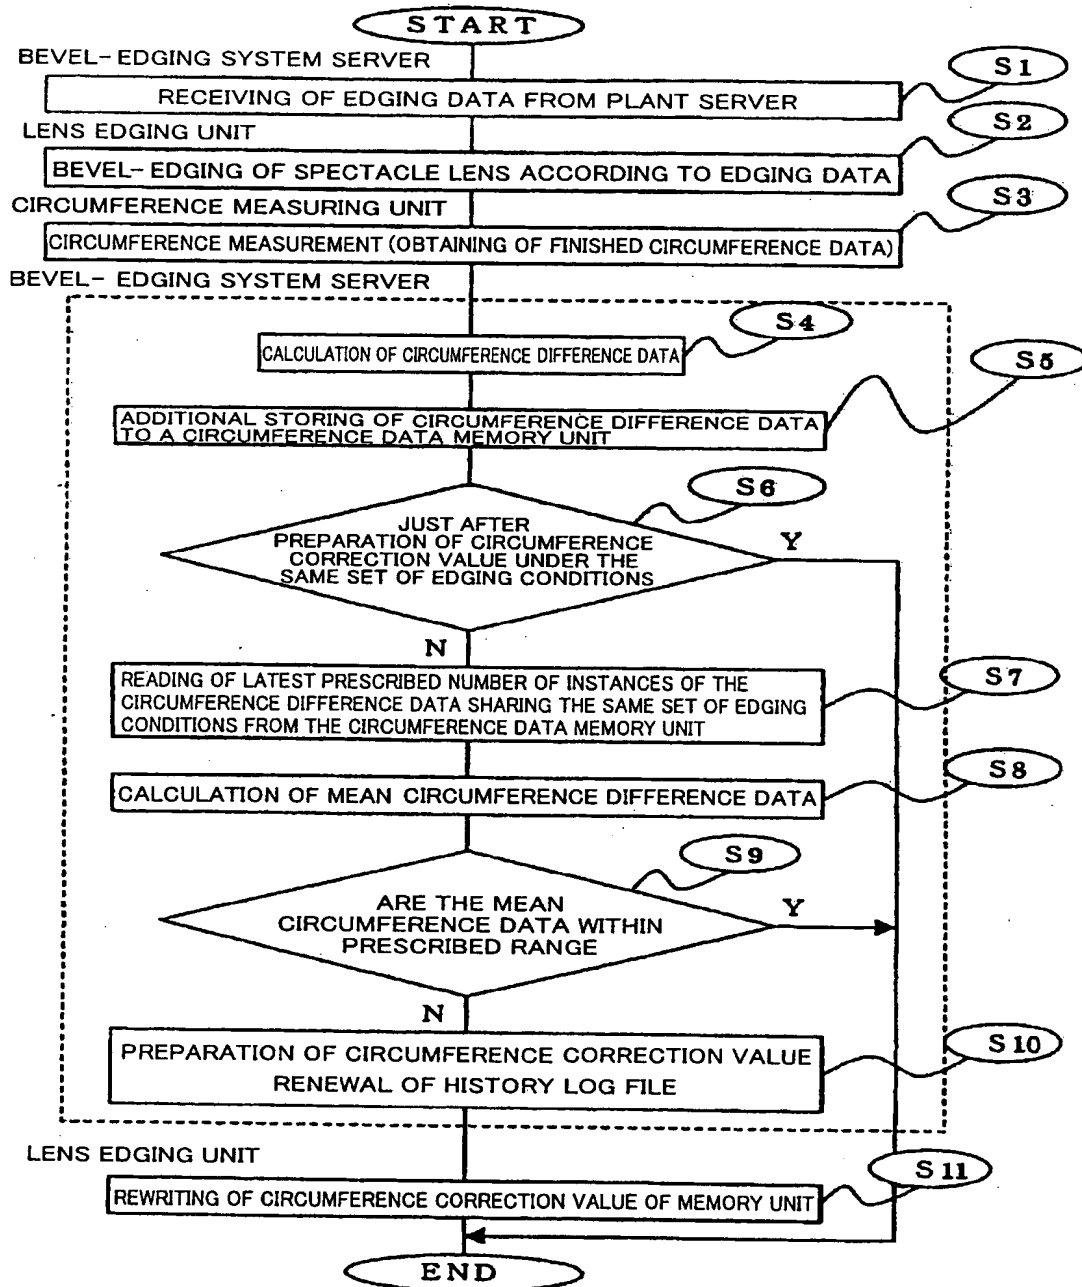 START
BEVEL-EDGING SYSTEM SERVER
S1
RECEIVING OF EDGING DATA FROM PLANT SERVER
LENS EDGING UNIT
S2
BEVEL-EDGING OF SPECTACLE LENS ACCORDING TO EDGING DATA
CIRCUMFERENCE MEASURING UNIT
S3
CIRCUMFERENCE MEASUREMENT (OBTAINING OF FINISHED CIRCUMFERENCE DATA)
BEVEL- EDGING SYSTEM SERVER
S4
CALCULATION OF CIRCUMFERENCE DIFFERENCE DATA
S5
ADDITIONAL STORING OF CIRCUMFERENCE DIFFERENCE DATA
TO A CIRCUMFERENCE DATA MEMORY UNIT
S6
JUST AFTER
PREPARATION OF CIRCUMFERENCE
CORRECTION VALUE UNDER THE
SAME SET OF EDGING CONDITIONS
Y
N
READING OF LATEST PRESCRIBED NUMBER OF INSTANCES OF THE
CIRCUMFERENCE DIFFERENCE DATA SHARING THE SAME SET OF EDGING
CONDITIONS FROM THE CIRCUMFERENCE DATA MEMORY UNIT
S7
S8
CALCULATION OF MEAN CIRCUMFERENCE DIFFERENCE DATA
S9
ARE THE MEAN
CIRCUMFERENCE DATA WITHIN
PRESCRIBED RANGE
Y
N
PREPARATION OF CIRCUMFERENCE CORRECTION VALUE
RENEWAL OF HISTORY LOG FILE
S10
LENS EDGING UNIT
S11
REWRITING OF CIRCUMFERENCE CORRECTION VALUE OF MEMORY UNIT
END